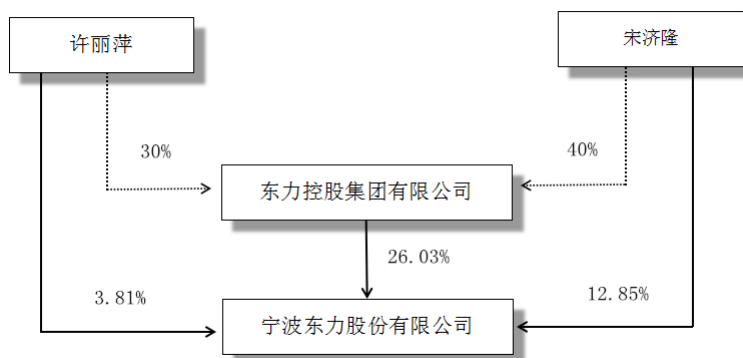 许丽萍
宋济隆
30%
40%
东力控股集团有限公司
26.03%
3.81%
12.85%
宁波东力股份有限公司